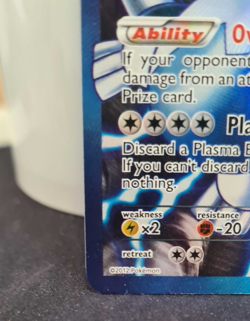 Ability
If your opponent
damage from an at
Prize card.
Discard a Plasma E
If you can't discard
nothing.
weakness resistance
×2 -20
retreat
©2012 Pokémon